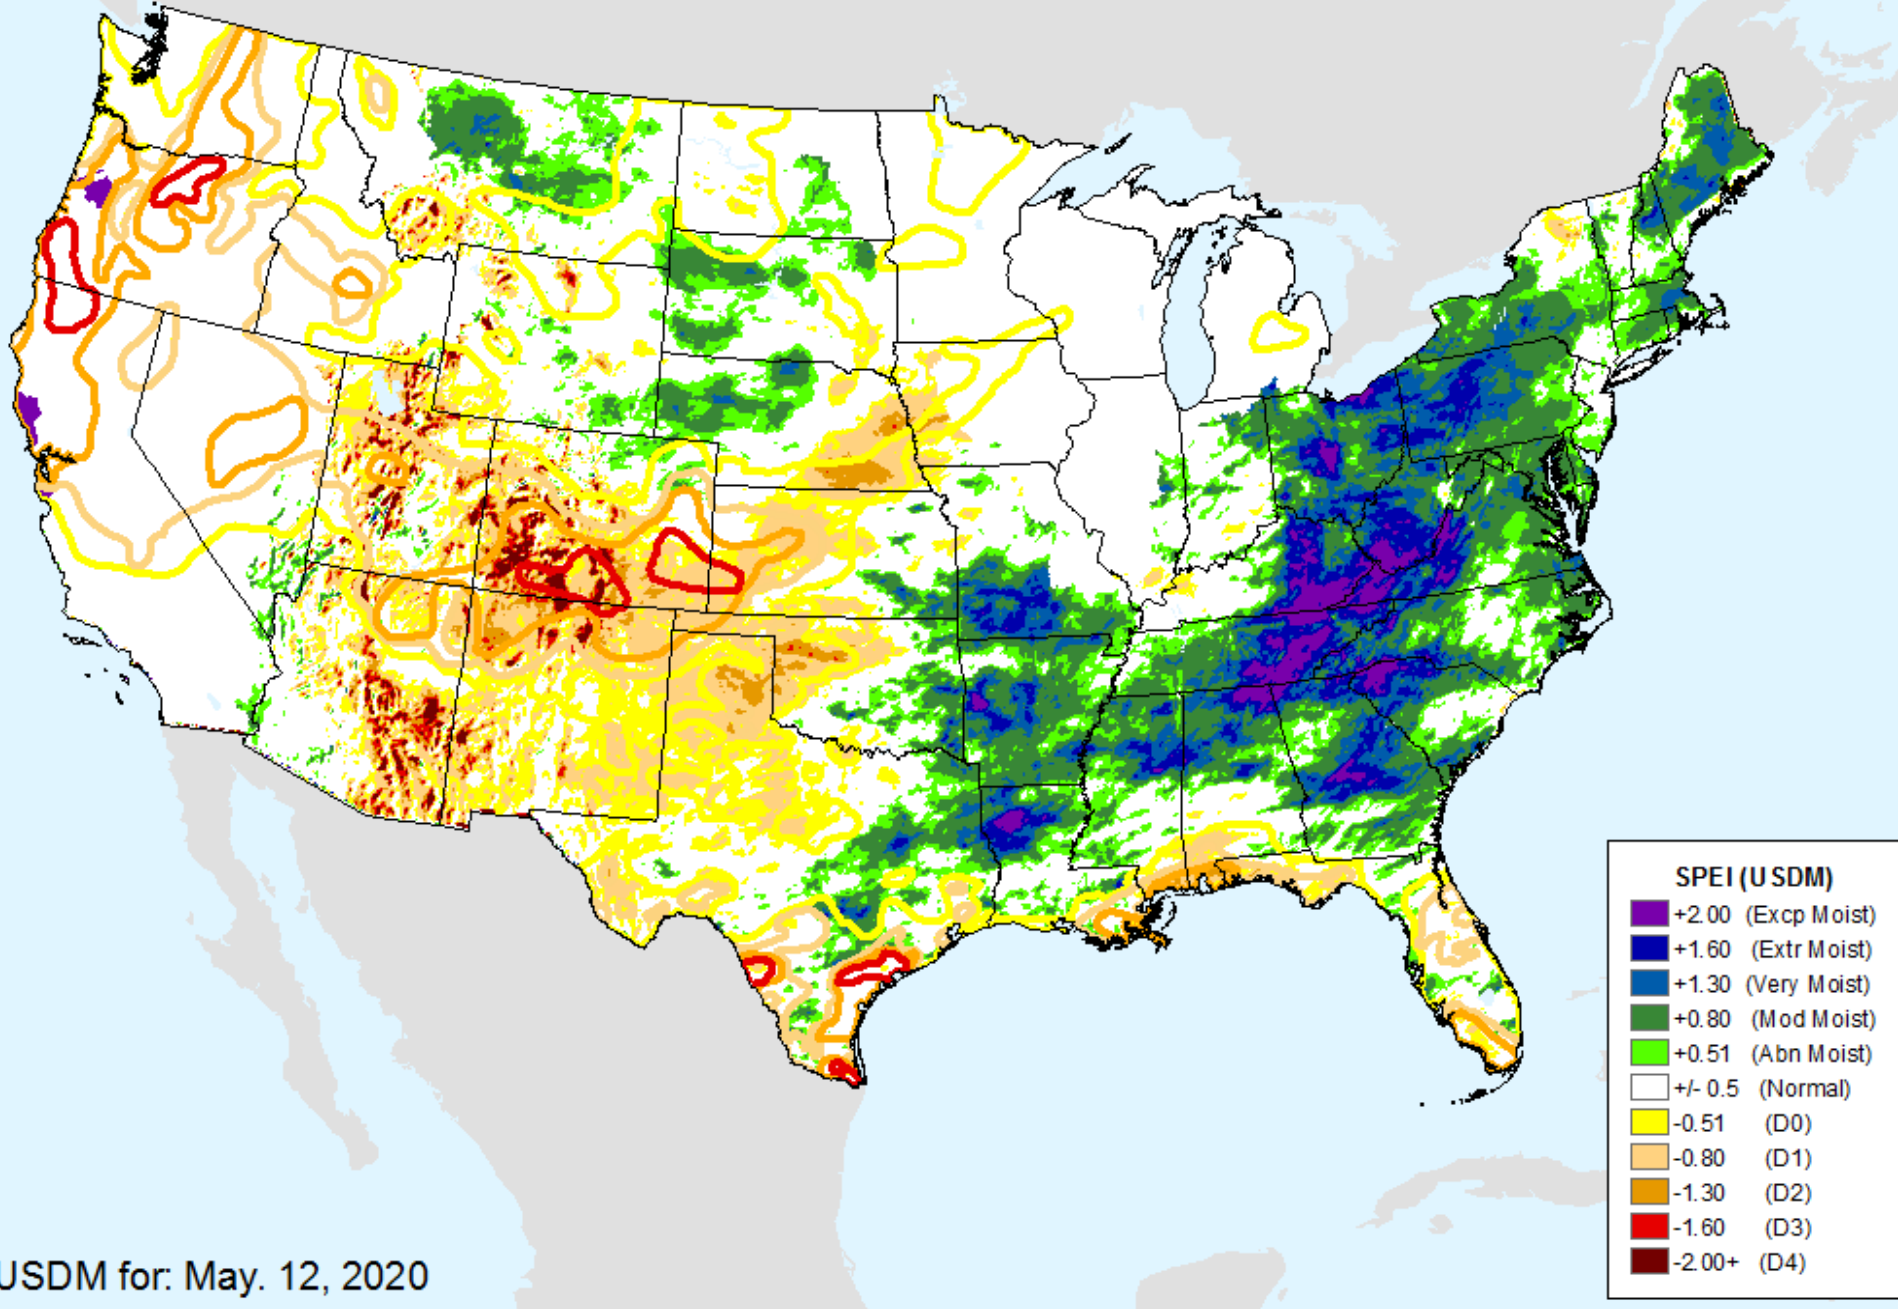 SPEI (USDM)
+2.00 (Excp Moist)
+1.60 (Extr Moist)
+1.30 (Very Moist)
+0.80 (Mod Moist)
+0.51 (Abn Moist)
+/- 0.5 (Normal)
-0.51 (D0)
-0.80 (D1)
-1.30 (D2)
-1.60 (D3)
-2.00+ (D4)
USDM for: May. 12, 2020